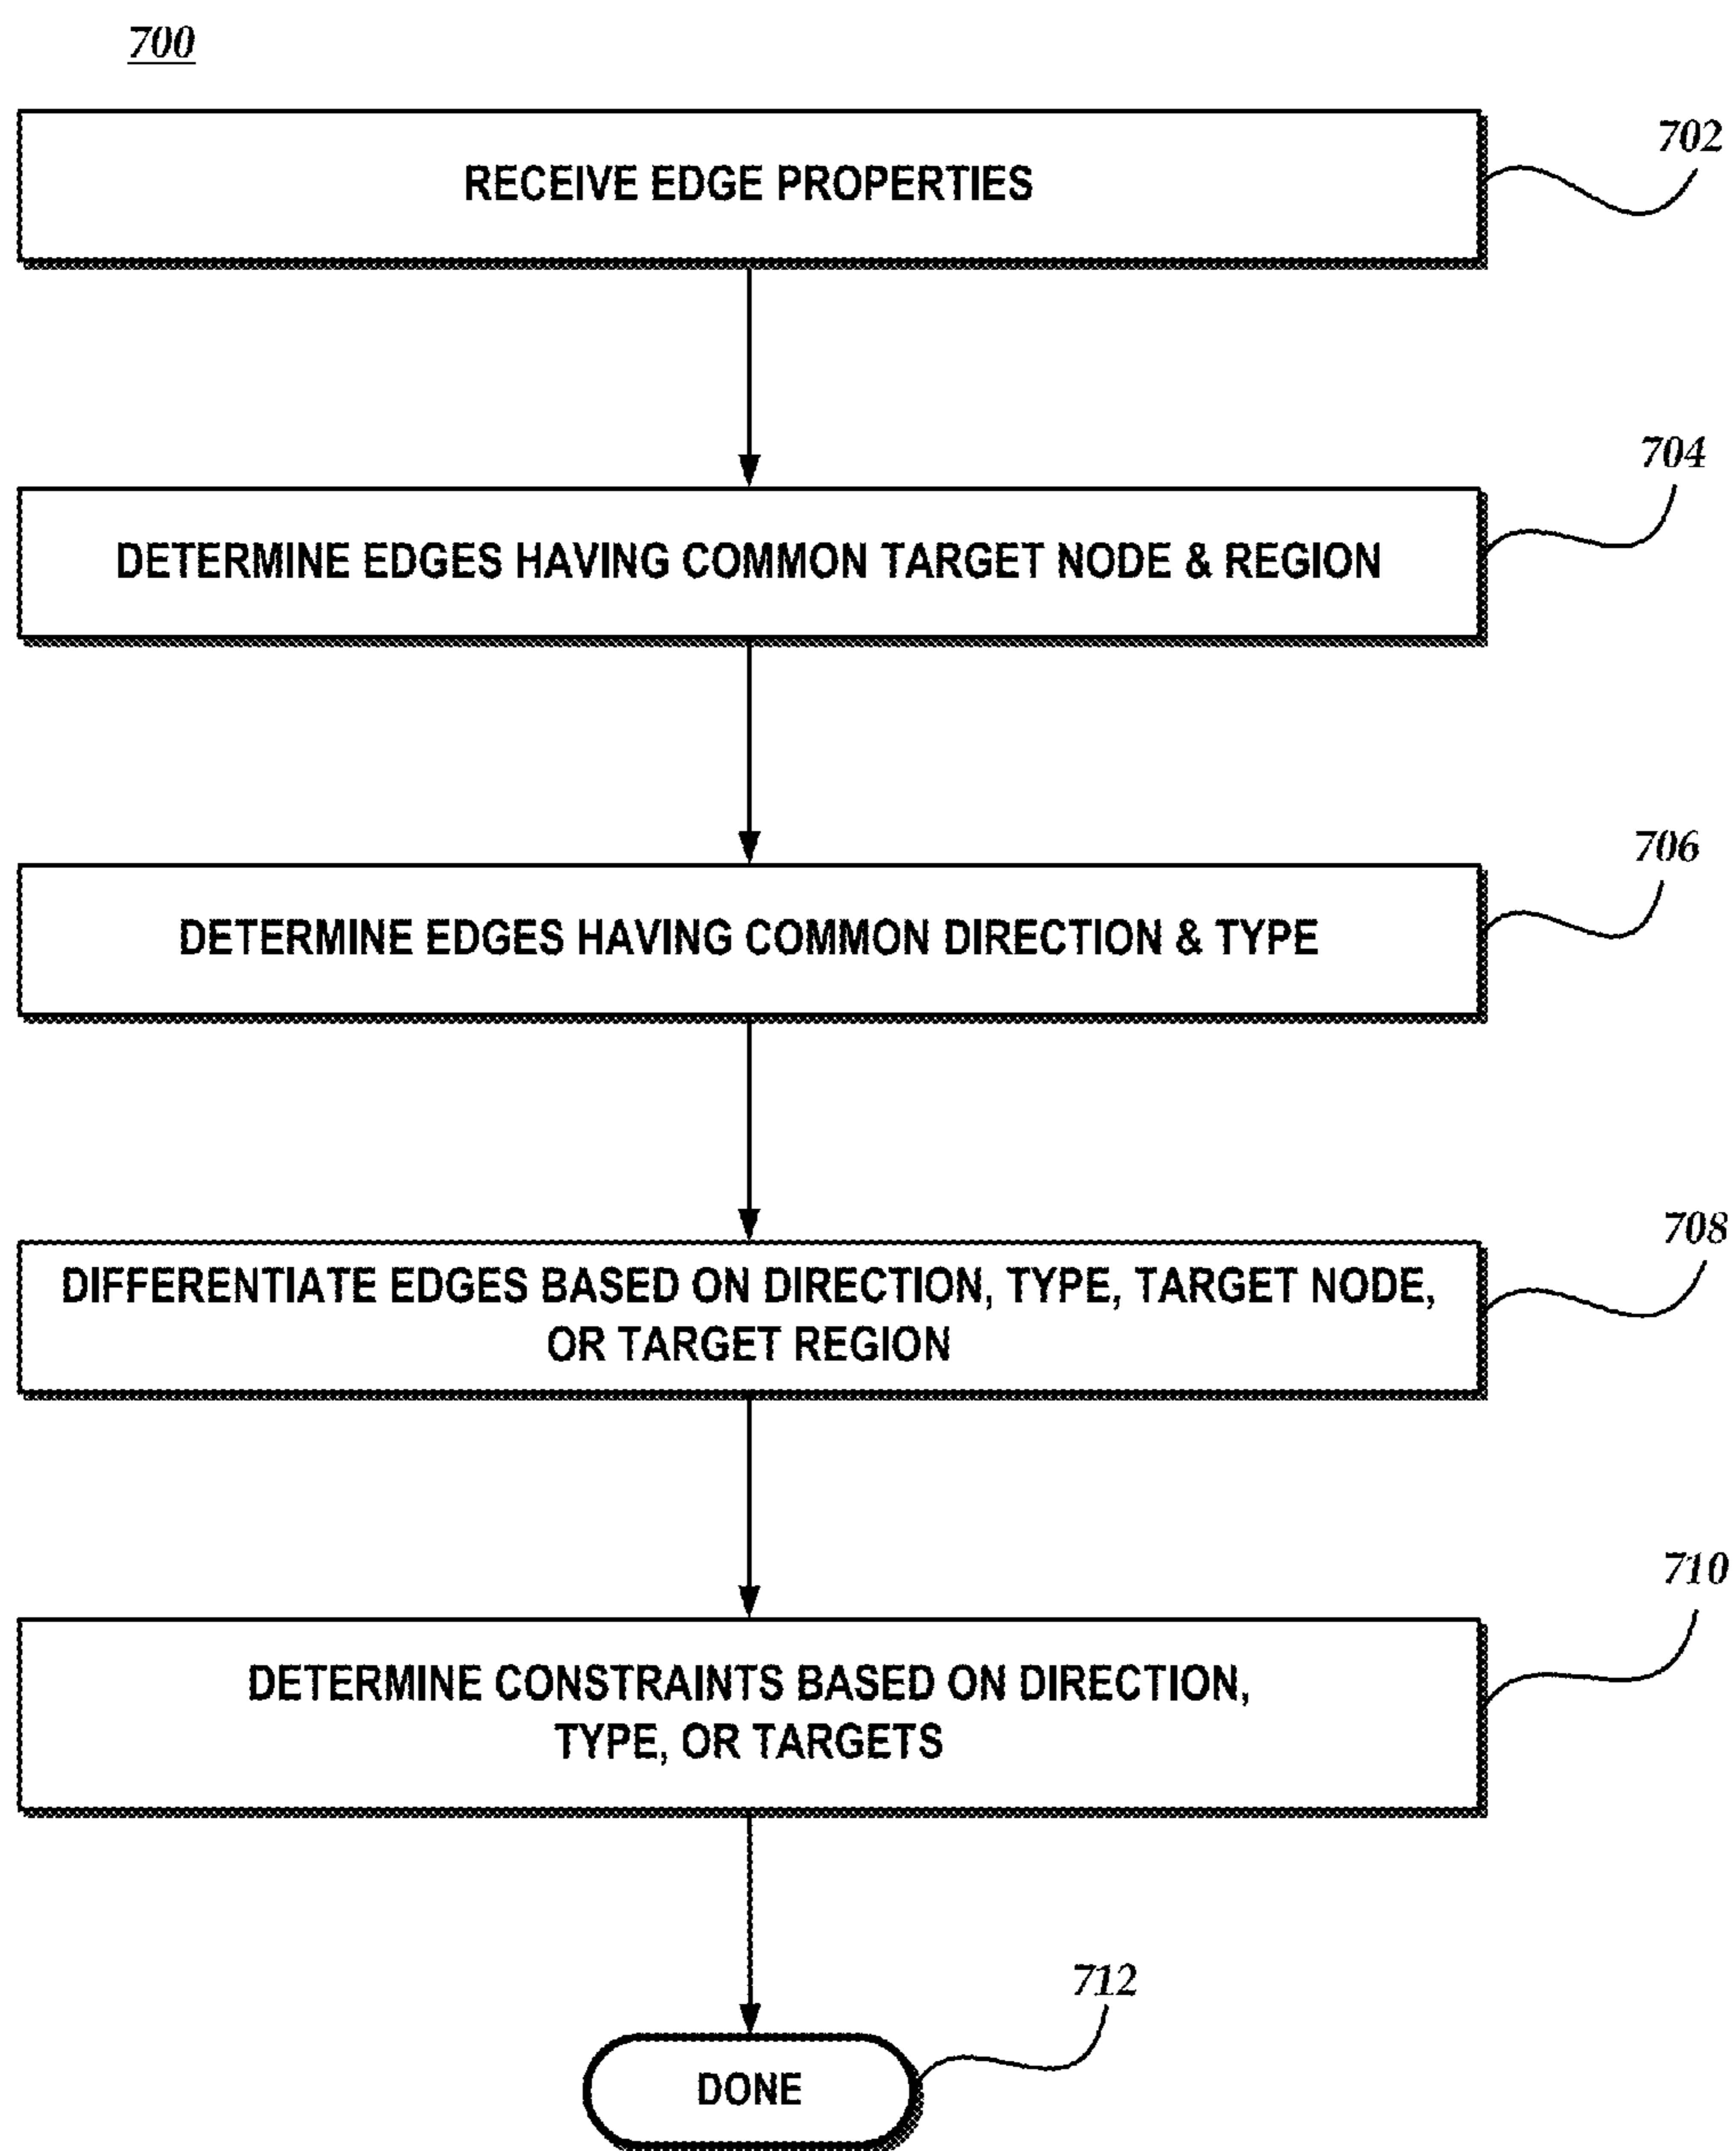 700
RECEIVE EDGE PROPERTIES
702
DETERMINE EDGES HAVING COMMON TARGET NODE & REGION
704
DETERMINE EDGES HAVING COMMON DIRECTION & TYPE
706
DIFFERENTIATE EDGES BASED ON DIRECTION, TYPE, TARGET NODE,
OR TARGET REGION
708
DETERMINE CONSTRAINTS BASED ON DIRECTION,
TYPE, OR TARGETS
710
DONE
712